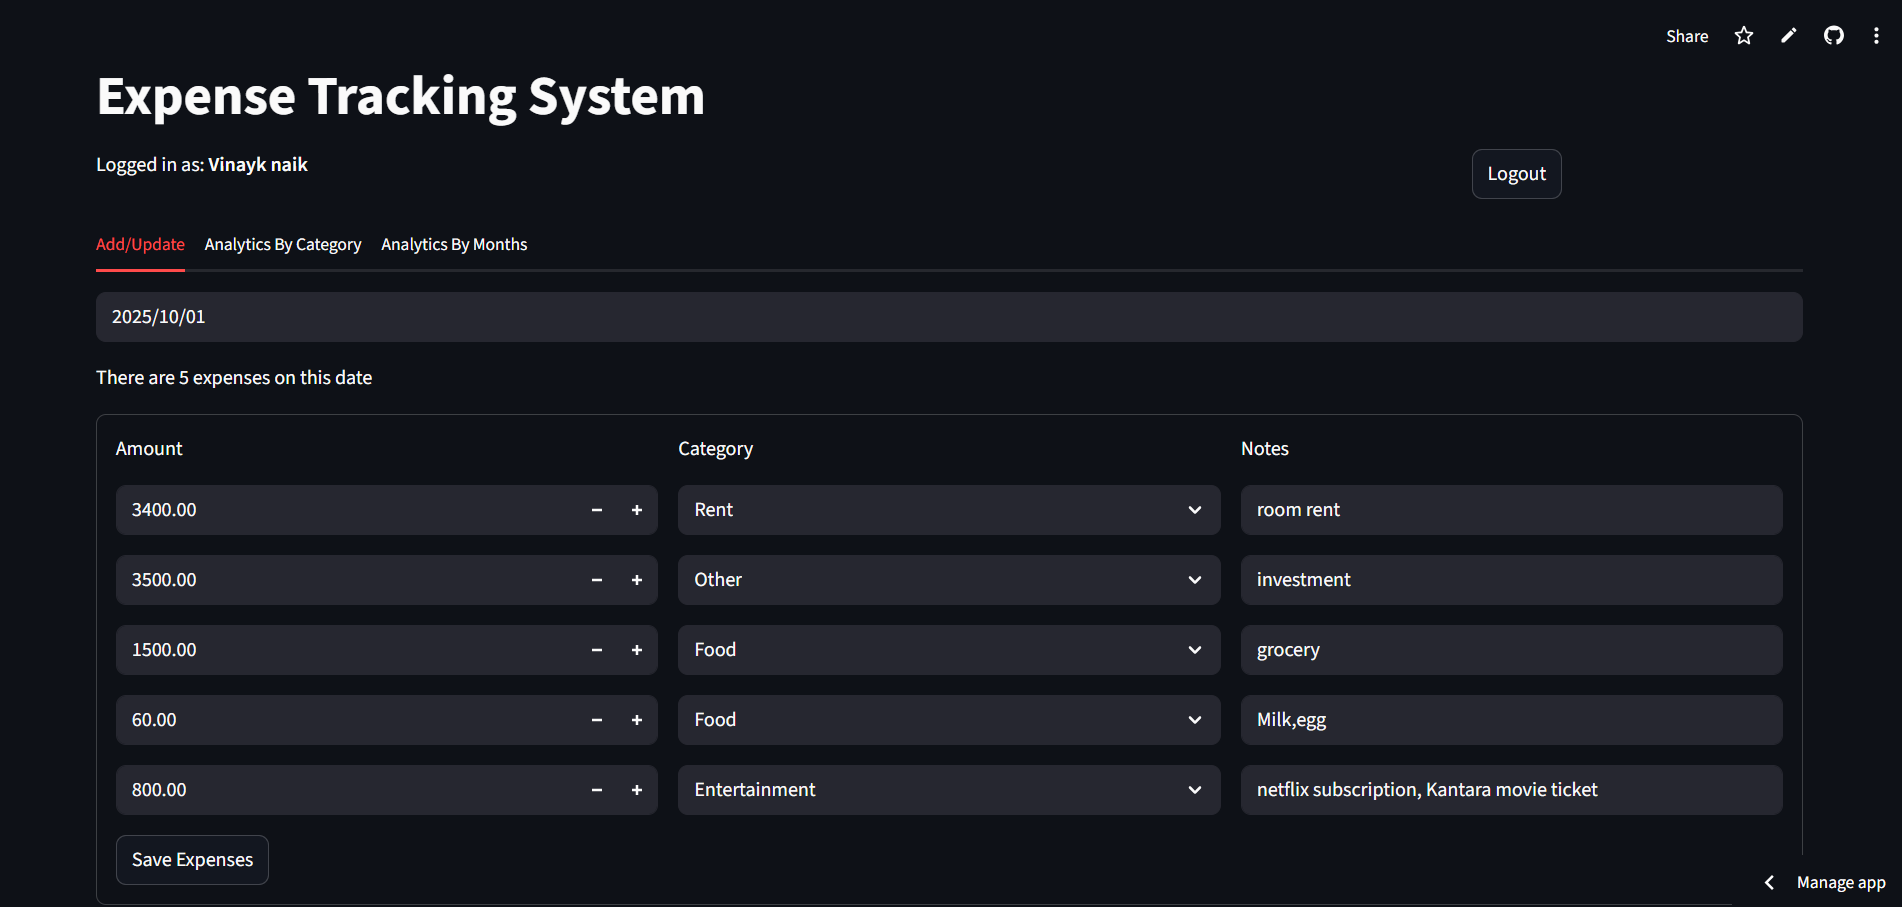 Share
Expense Tracking System
Logged in as: Vinayk naik
Logout
Add/Update Analytics By Category Analytics By Months
2025/10/01
There are 5 expenses on this date
Amount Category Notes
3400.00 Rent room rent
3500.00 Other investment
1500.00 Food grocery
60.00 Food Milk,egg
800.00 Entertainment netflix subscription, Kantara movie ticket
Save Expenses
Manage app